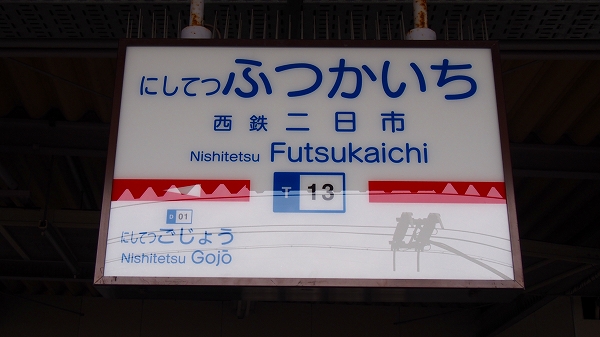 にしてつふつかいち
西鉄二日市
Nishitetsu Futsukaichi
T 13
D 01
にしてつごじょう
Nishitetsu Gojō